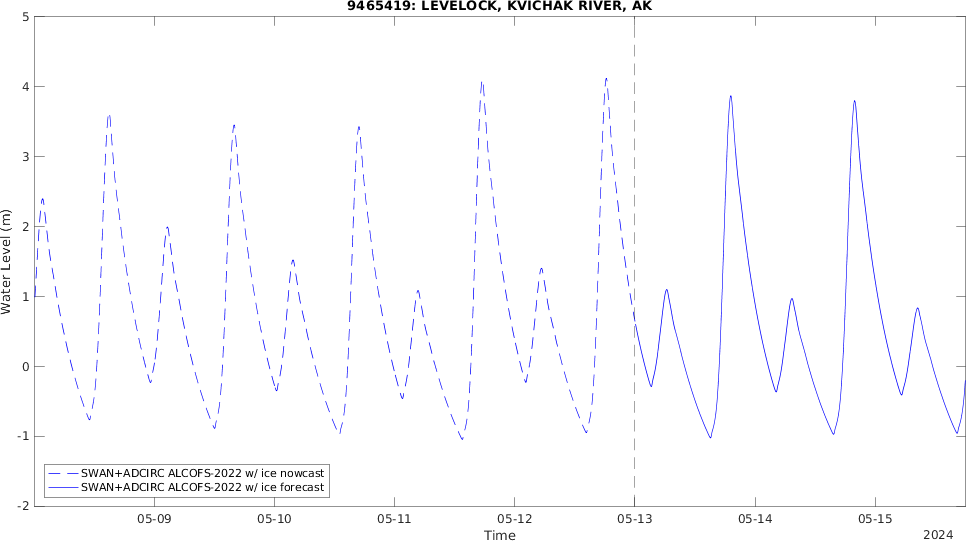 9465419: LEVELOCK, KVICHAK RIVER, AK
5
4
3
2
1
0
-1
-2
Water Level (m)
SWAN+ADCIRC ALCOFS-2022 w/ ice nowcast
SWAN+ADCIRC ALCOFS-2022 w/ ice forecast
05-09 05-10 05-11 05-12 05-13 05-14 05-15
Time
2024